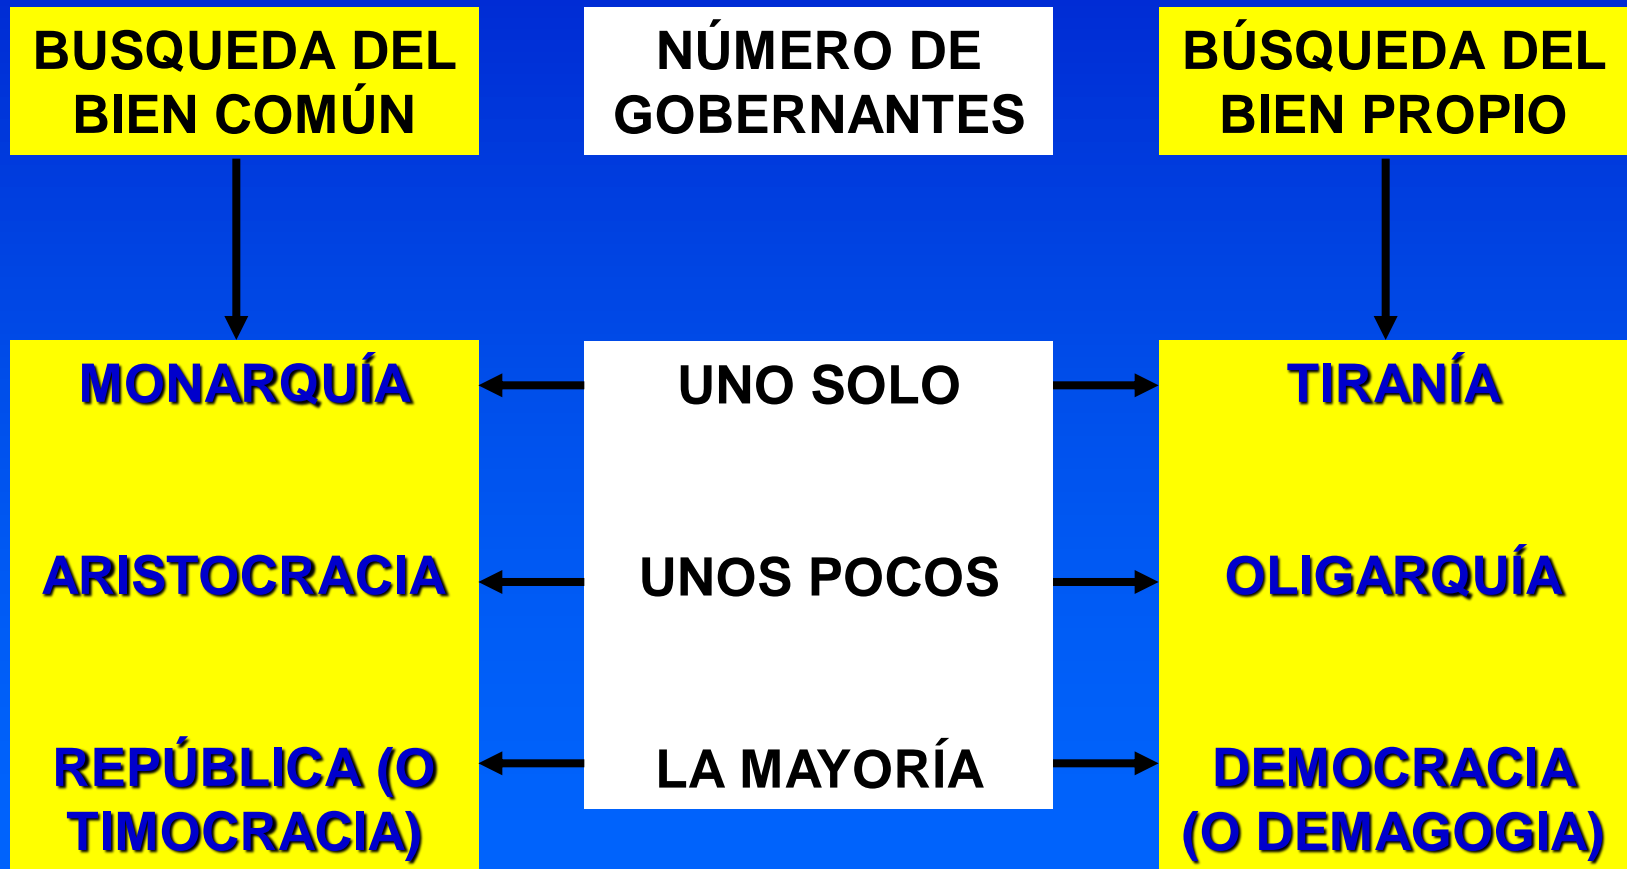 BUSQUEDA DEL
BIEN COMÚN
NÚMERO DE
GOBERNANTES
BÚSQUEDA DEL
BIEN PROPIO
MONARQUÍA
UNO SOLO
TIRANÍA
ARISTOCRACIA
UNOS POCOS
OLIGARQUÍA
REPÚBLICA (O
TIMOCRACIA)
LA MAYORÍA
DEMOCRACIA
(O DEMAGOGIA)